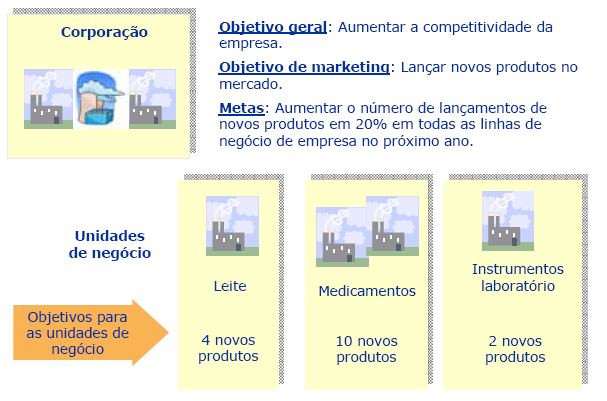 Corporação
Objetivo geral: Aumentar a competitividade da
empresa.
Objetivo de marketing: Lançar novos produtos no
mercado.
Metas: Aumentar o número de lançamentos de
novos produtos em 20% em todas as linhas de
negócio de empresa no próximo ano.
Unidades
de negócio
Leite
Medicamentos
Instrumentos
laboratório
Objetivos para
as unidades de
negócio
4 novos
produtos
10 novos
produtos
2 novos
produtos